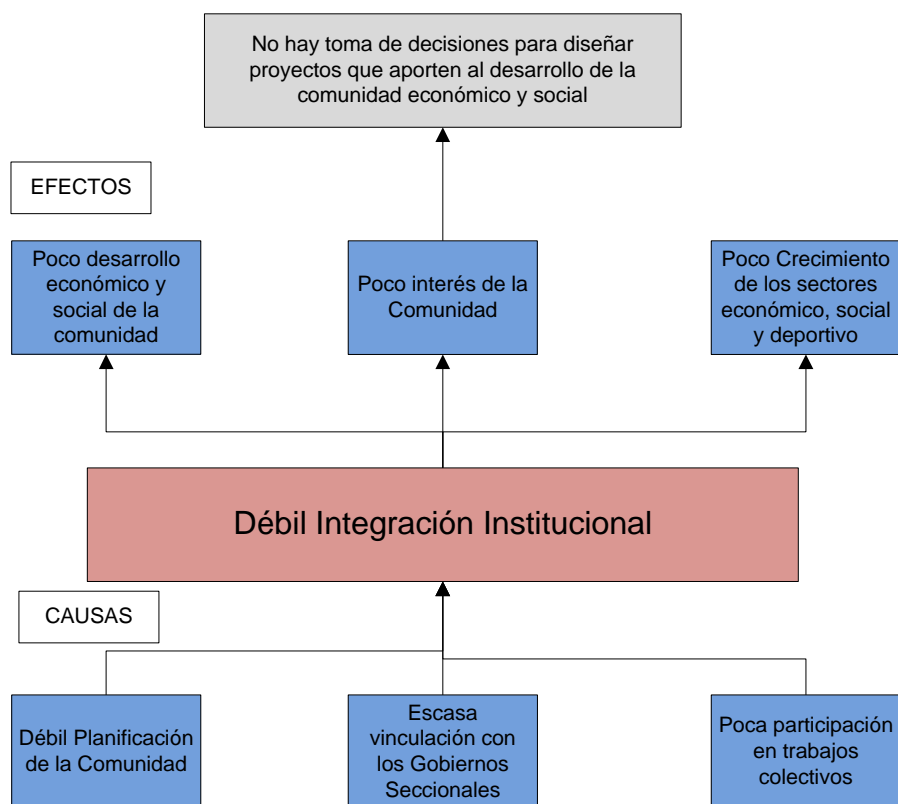 No hay toma de decisiones para diseñar
proyectos que aporten al desarrollo de la
comunidad económico y social
EFECTOS
Poco desarrollo
económico y
social de la
comunidad
Poco interés de la
Comunidad
Poco Crecimiento
de los sectores
económico, social
y deportivo
Débil Integración Institucional
CAUSAS
Débil Planificación
de la Comunidad
Escasa
vinculación con
los Gobiernos
Seccionales
Poca participación
en trabajos
colectivos